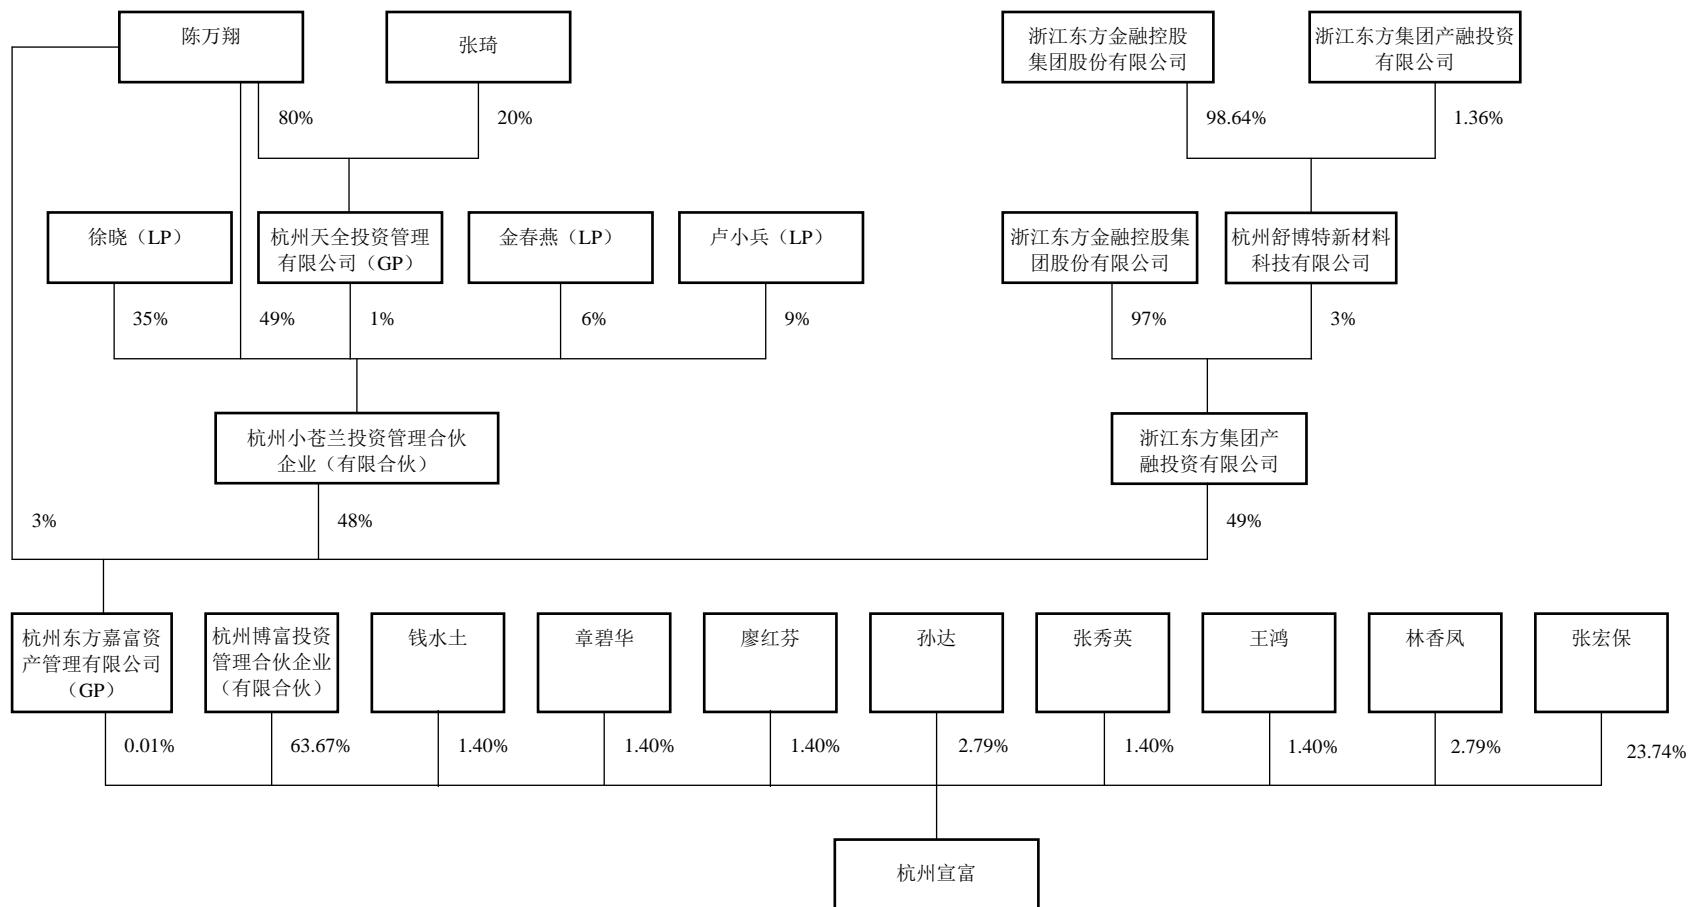 陈万翔
张琦
浙江东方金融控股
集团股份有限公司
浙江东方集团产融投资
有限公司
80%
20%
98.64%
1.36%
徐晓（LP）
杭州天全投资管理
有限公司（GP）
金春燕（LP）
卢小兵（LP）
浙江东方金融控股集
团股份有限公司
杭州舒博特新材料
科技有限公司
35%
49%
1%
6%
9%
97%
3%
杭州小苍兰投资管理合伙
企业（有限合伙）
浙江东方集团产
融投资有限公司
3%
48%
49%
杭州东方嘉富资
产管理有限公司
（GP）
杭州博富投资
管理合伙企业
（有限合伙）
钱水土
章碧华
廖红芬
孙达
张秀英
王鸿
林香凤
张宏保
0.01%
63.67%
1.40%
1.40%
1.40%
2.79%
1.40%
1.40%
2.79%
23.74%
杭州宣富